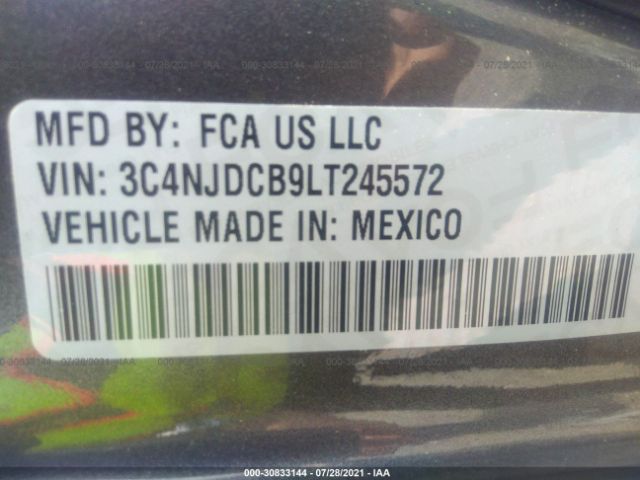 MFD BY: FCA US LLC
VIN: 3C4NJDCB9LT245572
VEHICLE MADE IN: MEXICO
000-30833144 - 07/28/2021 - IAA